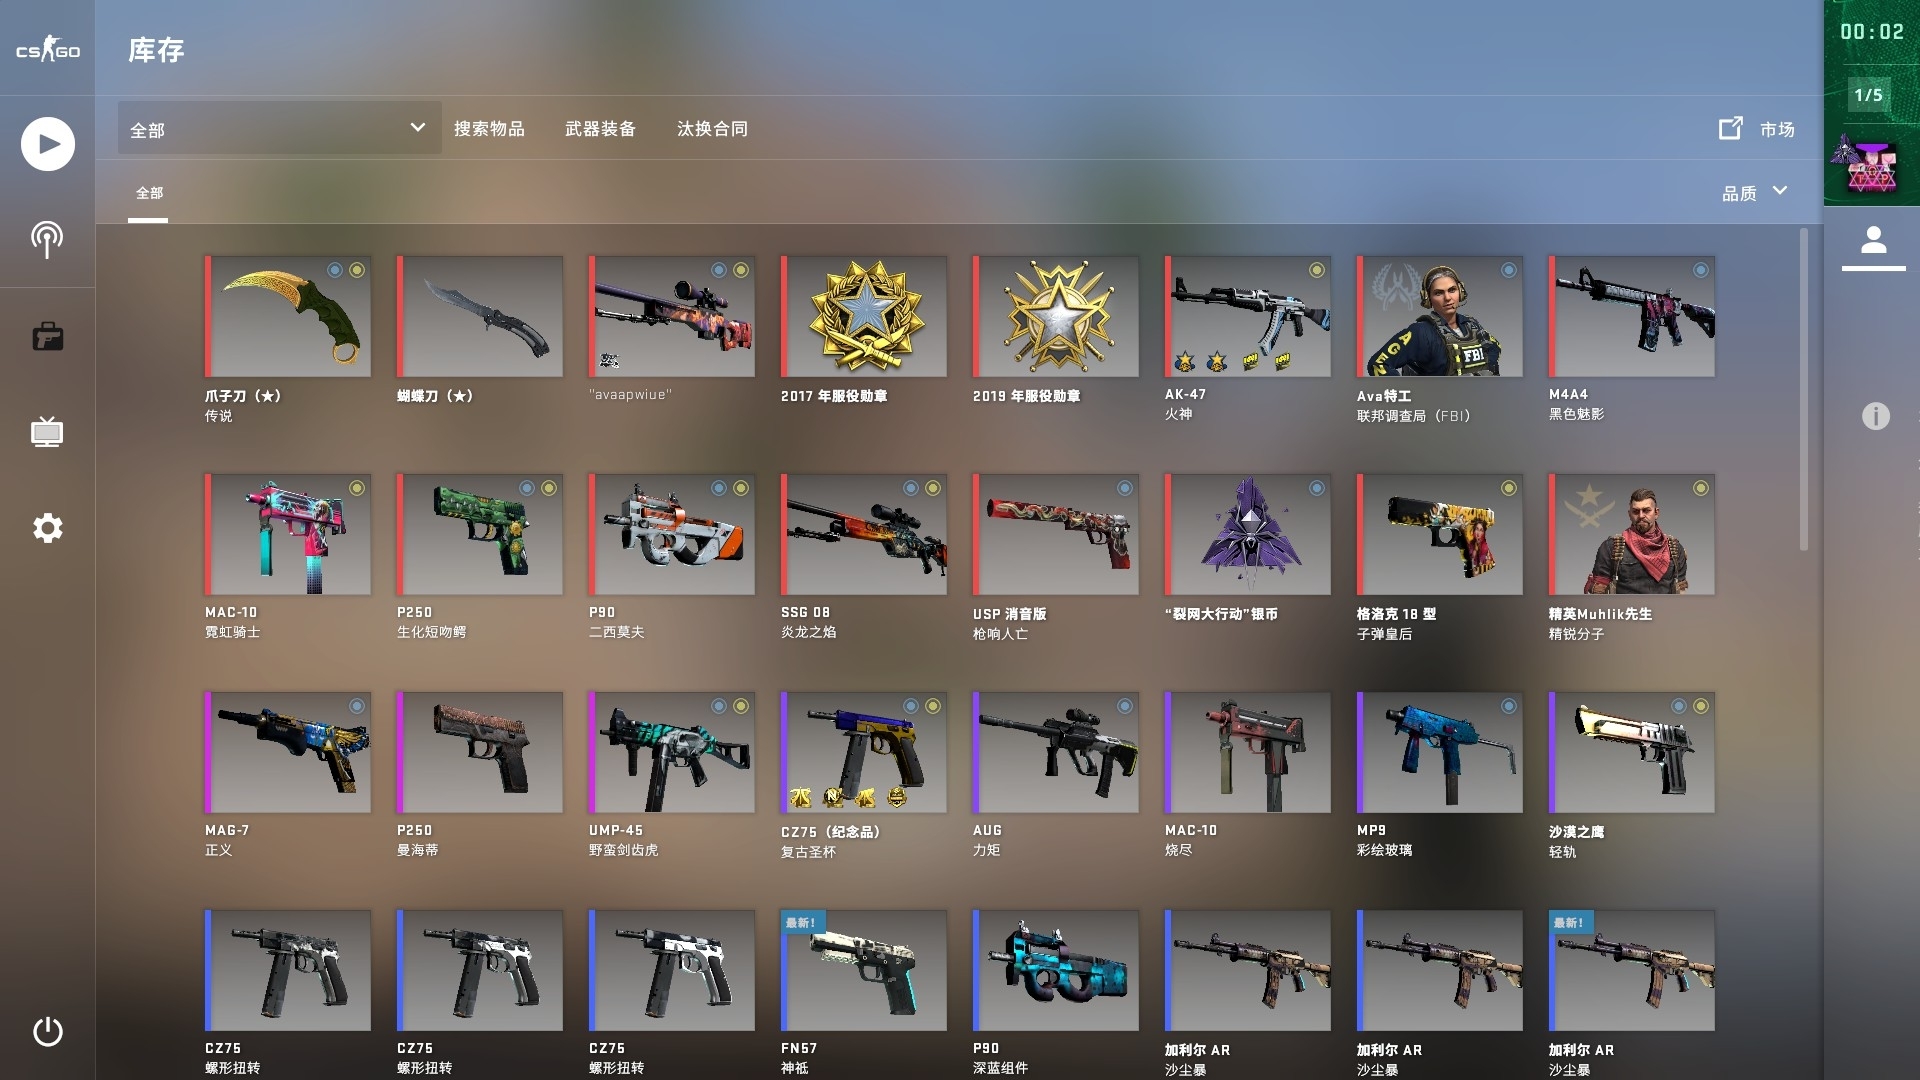 CS GO
库存
00:02
全部
搜索物品
武器装备
汰换合同
市场
1/5
全部
品质
爪子刀（★）
传说
蝴蝶刀（★）
"avaapwiue"
2017 年服役勋章
2019 年服役勋章
AK-47
火神
FBI
Ava特工
联邦调查局（FBI）
M4A4
黑色魅影
MAC-10
霓虹骑士
P250
生化短吻鳄
P90
二西莫夫
SSG 08
炎龙之焰
USP 消音版
枪响人亡
“裂网大行动”银币
格洛克 18 型
子弹皇后
精英Muhlik先生
精锐分子
MAG-7
正义
P250
曼海蒂
UMP-45
野蛮剑齿虎
CZ75（纪念品）
复古圣杯
AUG
力矩
MAC-10
烧尽
MP9
彩绘玻璃
沙漠之鹰
轻轨
CZ75
螺形扭转
CZ75
螺形扭转
CZ75
螺形扭转
最新！
FN57
神祗
P90
深蓝组件
加利尔 AR
沙尘暴
加利尔 AR
沙尘暴
最新！
加利尔 AR
沙尘暴